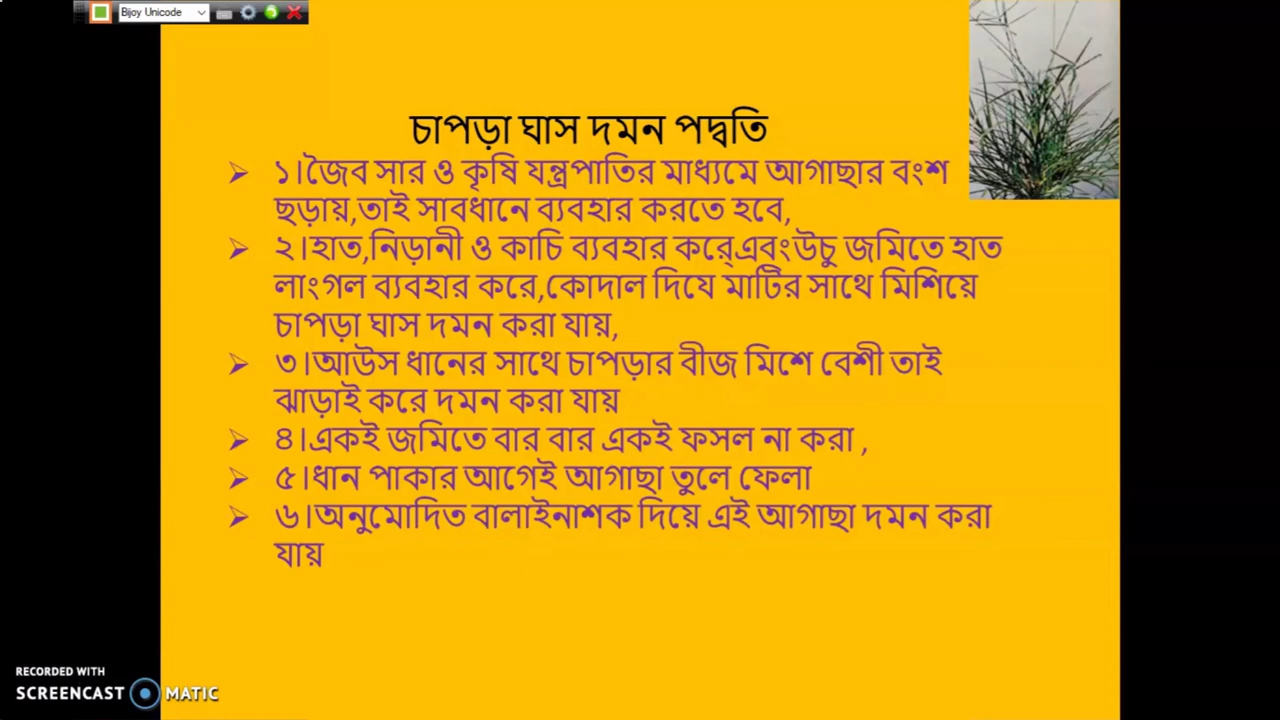 Bijoy Unicode
চাপড়া ঘাস দমন পদ্বতি
১।জৈব সার ও কৃষি যন্ত্রপাতির মাধ্যমে আগাছার বংশ
ছড়ায়,তাই সাবধানে ব্যবহার করতে হবে,
২।হাত,নিড়ানী ও কাচি ব্যবহার করে্এবংউচু জমিতে হাত
লাংগল ব্যবহার করে,কোদাল দিযে মাটির সাথে মিশিয়ে
চাপড়া ঘাস দমন করা যায়,
৩।আউস ধানের সাথে চাপড়ার বীজ মিশে বেশী তাই
ঝাড়াই করে দমন করা যায়
৪।একই জমিতে বার বার একই ফসল না করা ,
৫।ধান পাকার আগেই আগাছা তুলে ফেলা
৬।অনুমোদিত বালাইনাশক দিয়ে এই আগাছা দমন করা
যায়
RECORDED WITH
SCREENCAST MATIC